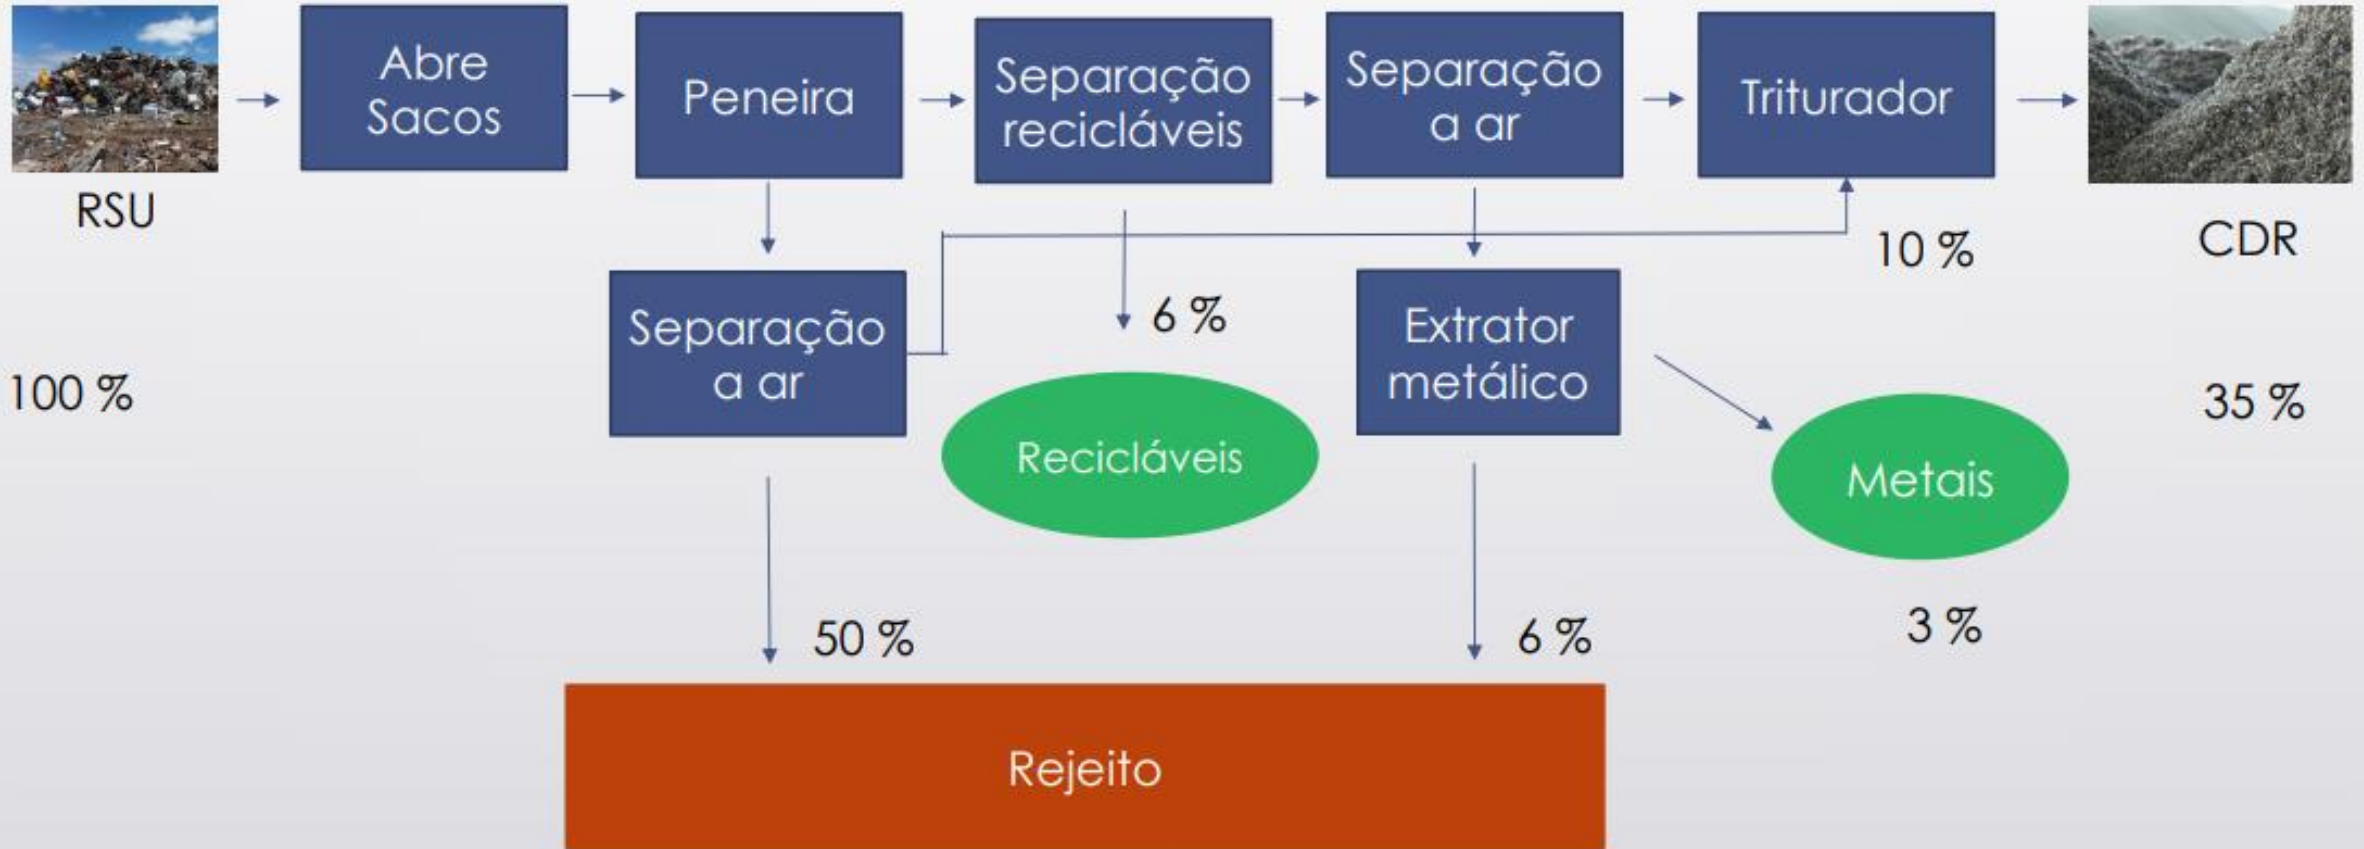 Abre
Sacos
Peneira
Separação
recicláveis
Separação
a ar
Triturador
RSU
CDR
10 %
Separação
a ar
6 %
Extrator
metálico
100 %
35 %
Recicláveis
Metais
50 %
6 %
3 %
Rejeito